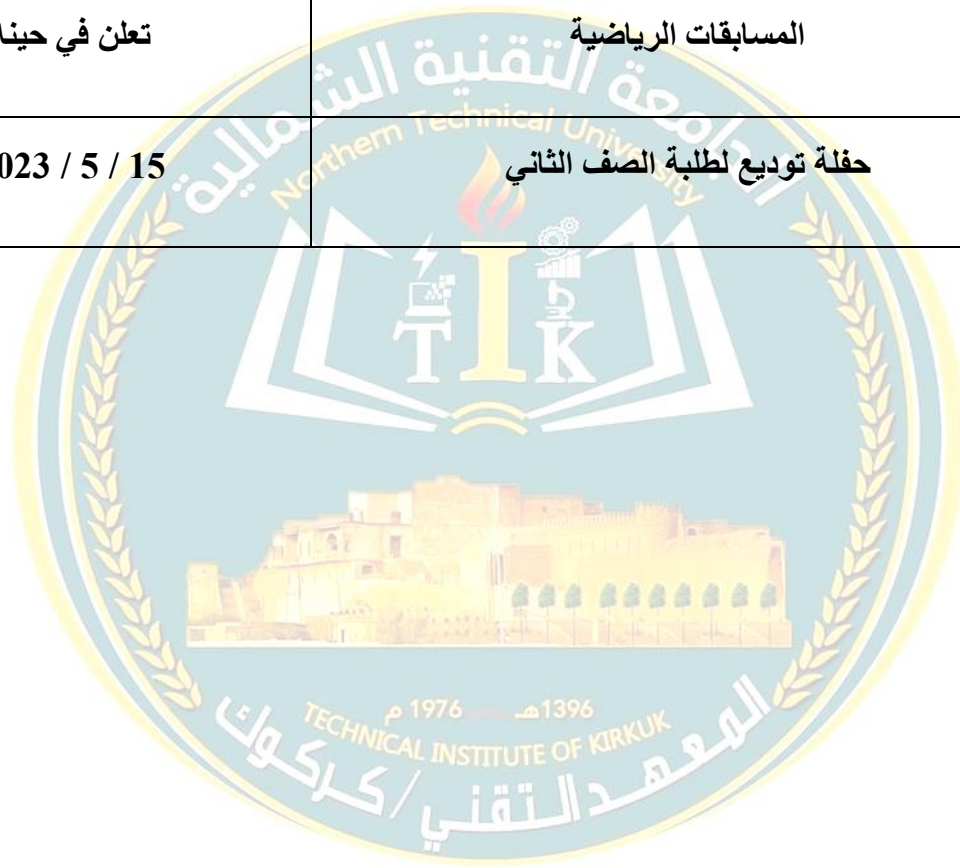 المسابقات الرياضية
تعلن في
حفلة توديع لطلبة الصف الثاني
023 / 5 / 15
الجامعة التقنية الشمالية
Northern Technical University
T I K
1396هـ 1976 م
TECHNICAL INSTITUTE OF KIRKUK
المعهد التقني / كركوك